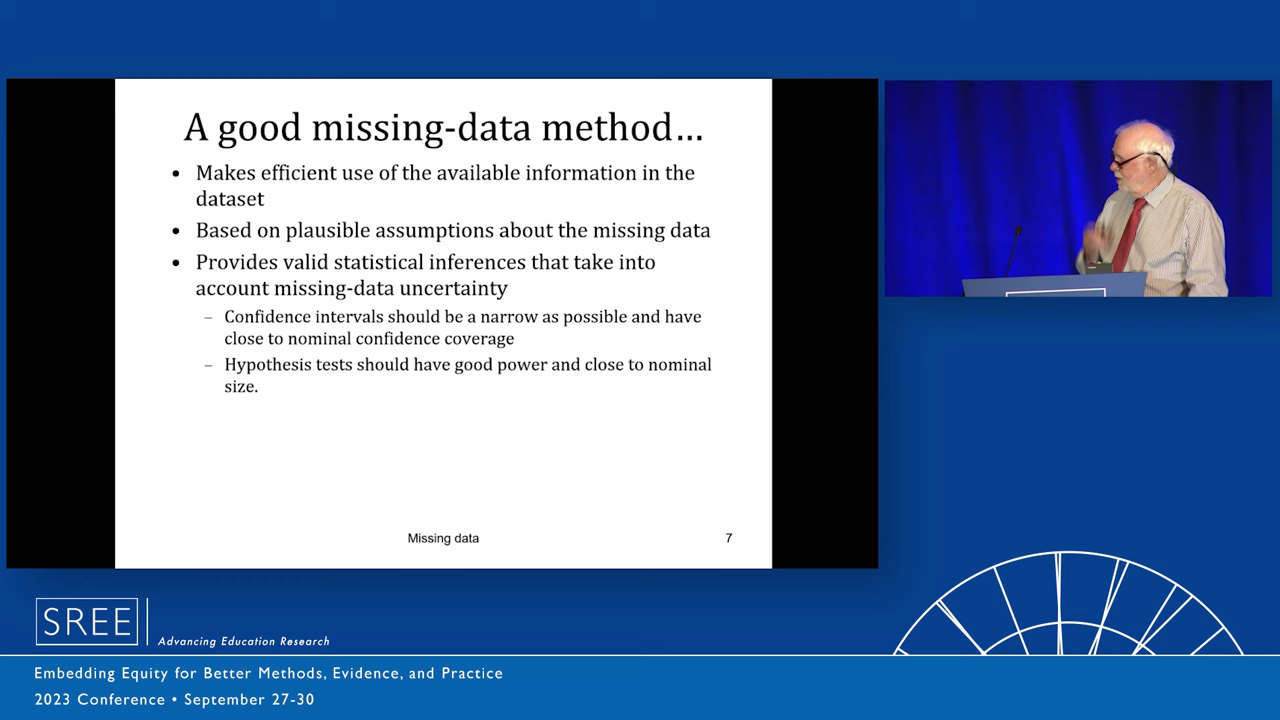 A good missing-data method...
• Makes efficient use of the available information in the
dataset
• Based on plausible assumptions about the missing data
• Provides valid statistical inferences that take into
account missing-data uncertainty
– Confidence intervals should be a narrow as possible and have
close to nominal confidence coverage
– Hypothesis tests should have good power and close to nominal
size.
Missing data
7
SREE
Advancing Education Research
Embedding Equity for Better Methods, Evidence, and Practice
2023 Conference • September 27-30